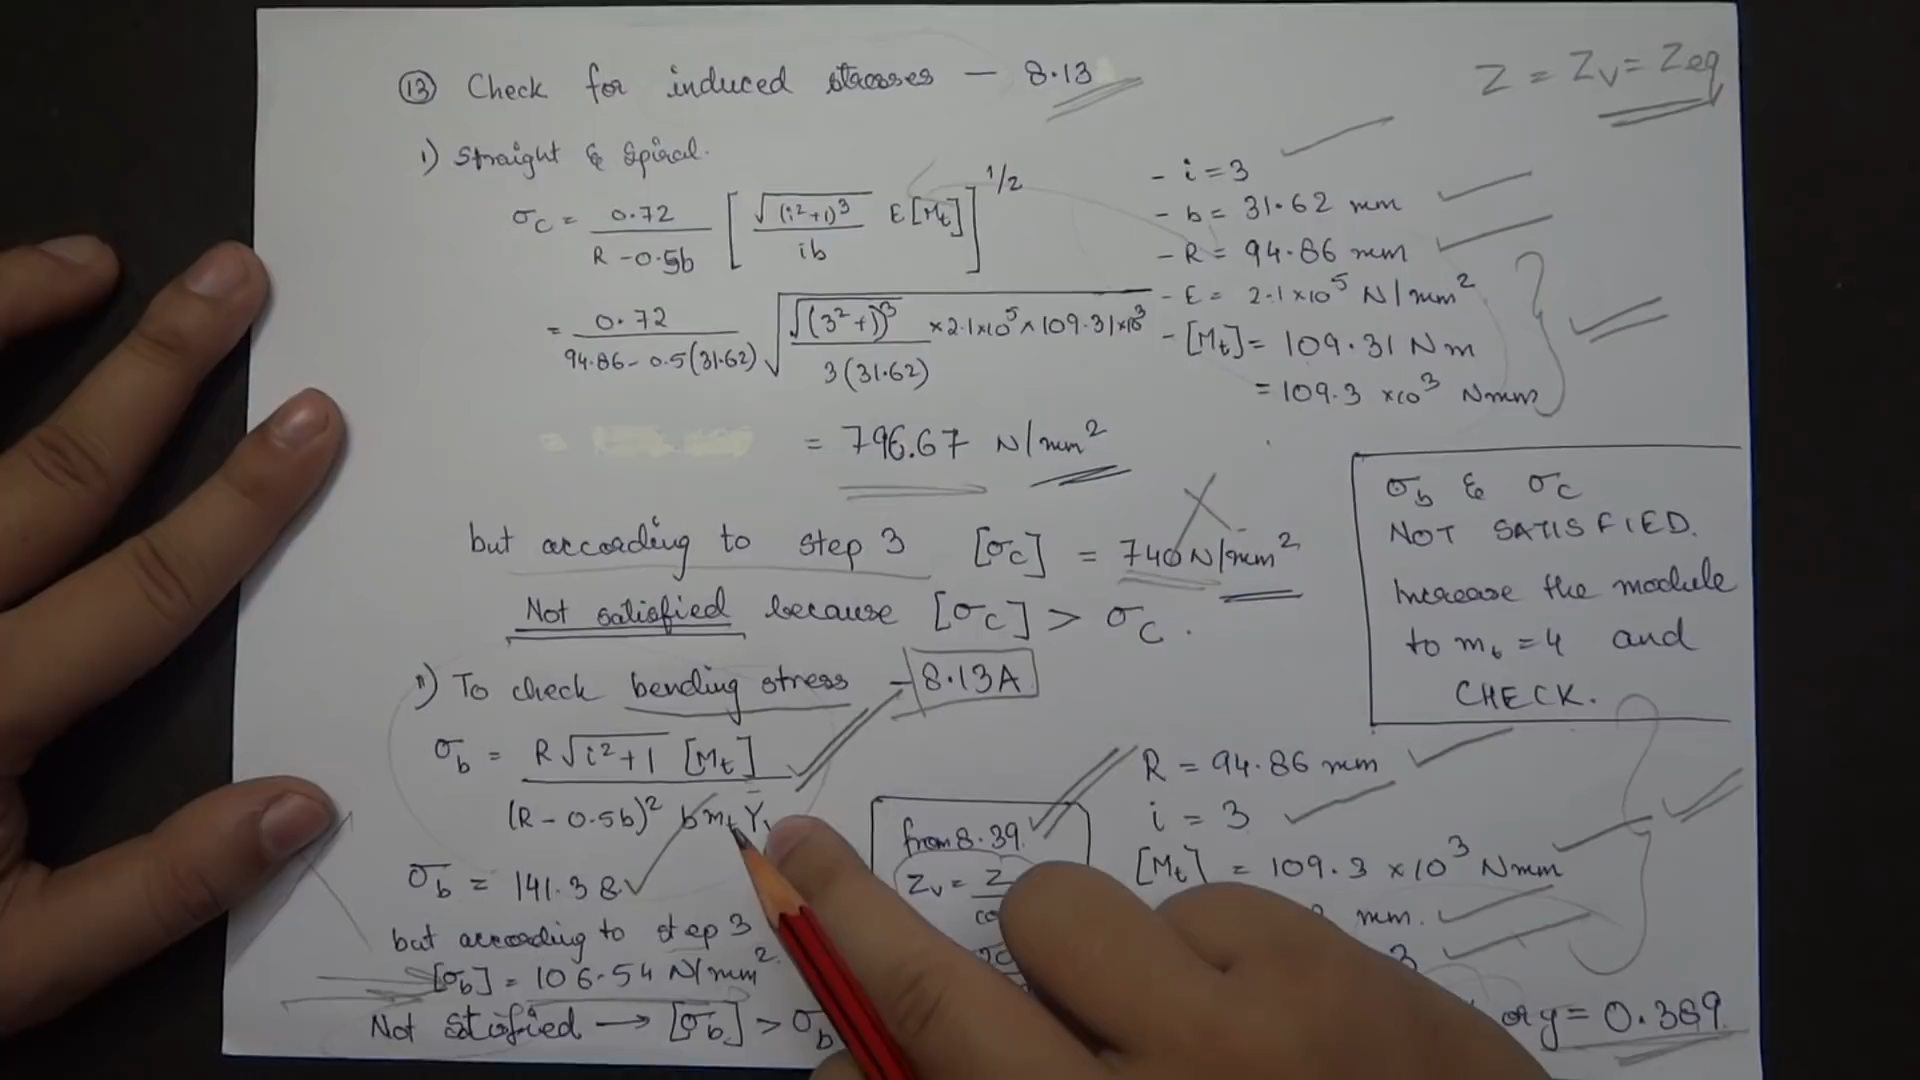 ⑬ Check for induced stresses — 8.13
Z = Zv = Zeq
i) Straight & Spiral.
σc = 0.72 / (R - 0.5b) [ √(i²+1)³ / ib E[Mt] ]^1/2
= 0.72 / (94.86 - 0.5(31.62)) √( √(3²+1)³ / 3(31.62) × 2.1×10⁵ × 109.31×10³ )
= 796.67 N/mm²
- i = 3
- b = 31.62 mm
- R = 94.86 mm
- E = 2.1×10⁵ N/mm²
- [Mt] = 109.31 Nm
= 109.3 ×10³ Nmm
but according to step 3 [σc] = 740 N/mm²
Not satisfied because [σc] > σc.
σb & σc
NOT SATISFIED.
Increase the module
to m₆ = 4 and
CHECK.
ii) To check bending stress - 8.13A
σb = R√i²+1 [Mt] / (R - 0.5b)² b mt Yv
σb = 141.38
but according to step 3
[σb] = 106.54 N/mm²
Not Stisfied → [σb] > σb
from 8.39.
Zv = Z
R = 94.86 mm
i = 3
[Mt] = 109.3 ×10³ Nmm
mm.
3
or y = 0.389